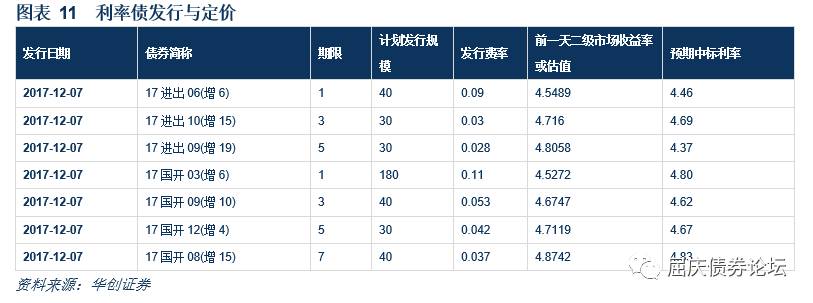 图表 11 利率债发行与定价
发行日期 债券简称 期限 计划发行规模 发行费率 前一天二级市场收益率或估值 预期中标利率
2017-12-07 17 进出 06(增 6) 1 40 0.09 4.5489 4.46
2017-12-07 17 进出 10(增 15) 3 30 0.03 4.716 4.69
2017-12-07 17 进出 09(增 19) 5 30 0.028 4.8058 4.37
2017-12-07 17 国开 03(增 6) 1 180 0.11 4.5272 4.80
2017-12-07 17 国开 09(增 10) 3 40 0.053 4.6747 4.62
2017-12-07 17 国开 12(增 4) 5 30 0.042 4.7119 4.67
2017-12-07 17 国开 08(增 15) 7 40 0.037 4.8742 4.83
屈庆债券论坛
资料来源：华创证券